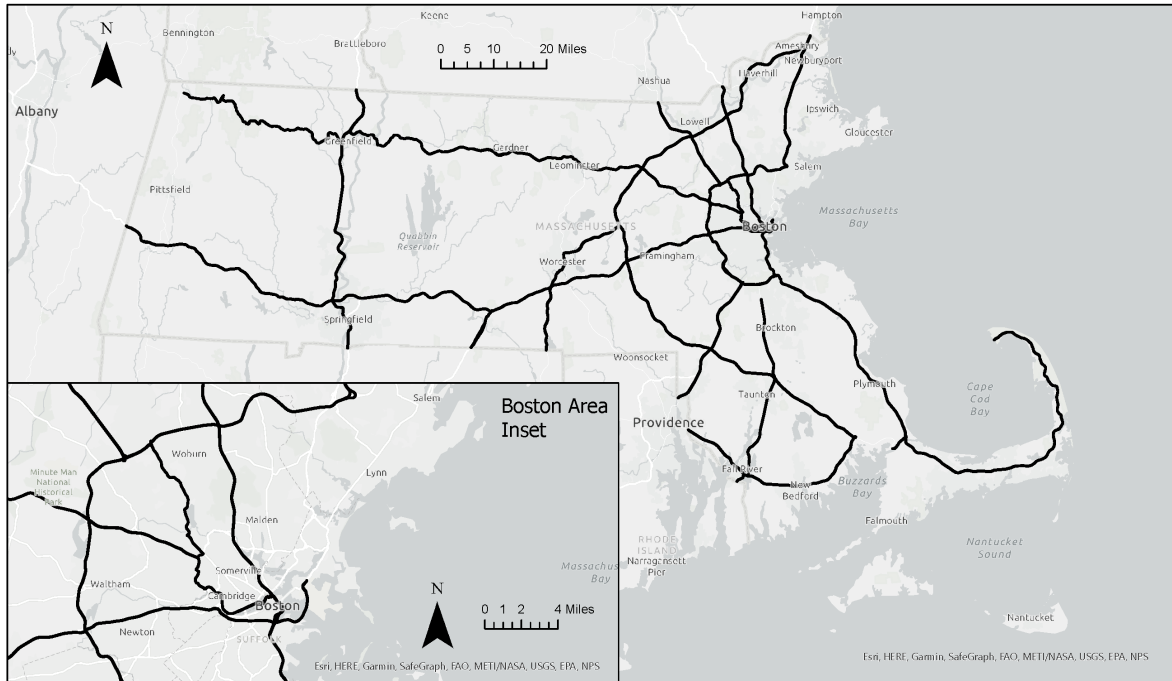 Hampton
Keene
Bennington
N
Brattleboro
Amesbury
0 5 10 20 Miles
Newburyport
Haverhill
Nashua
Albany
Ipswich
Lowell
Gloucester
Greenfield
Gardner
Leominster
Salem
Pittsfield
Massachusetts
Bay
MASSACHUSETTS
Boston
Quabbin
Reservoir
Framingham
Worcester
Springfield
Brockton
Woonsocket
Plymouth
Cape
Cod
Bay
Taunton
Providence
Fall River
New
Bedford
Buzzards
Bay
Falmouth
Nantucket
Sound
RHODE
ISLAND
Narragansett
Pier
Nantucket
Esri, HERE, Garmin, SafeGraph, FAO, METI/NASA, USGS, EPA, NPS
Boston Area
Inset
Salem
Woburn
Lynn
Minute Man
National
Historical
Park
Malden
Somerville
Massachus
Bay
Waltham
Cambridge
Boston
N
0 1 2 4 Miles
Newton
SUFFOLK
Esri, HERE, Garmin, SafeGraph, FAO, METI/NASA, USGS, EPA, NPS